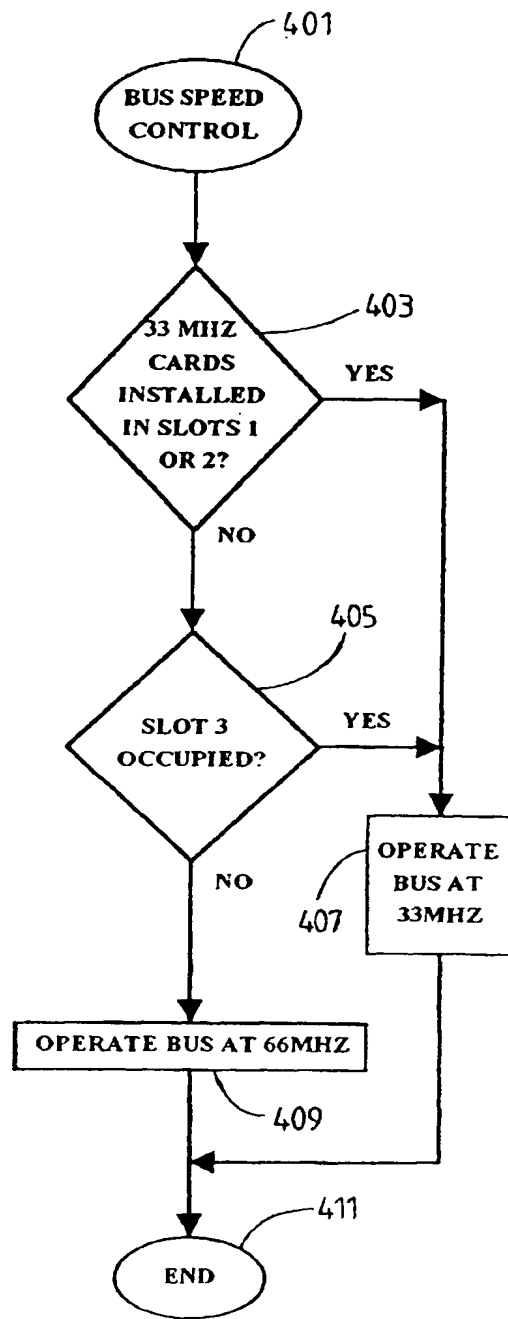 401
BUS SPEED
CONTROL
403
33 MHZ
CARDS
INSTALLED
IN SLOTS 1
OR 2?
YES
NO
405
SLOT 3
OCCUPIED?
YES
NO
OPERATE
BUS AT
33MHZ
407
OPERATE BUS AT 66MHZ
409
411
END